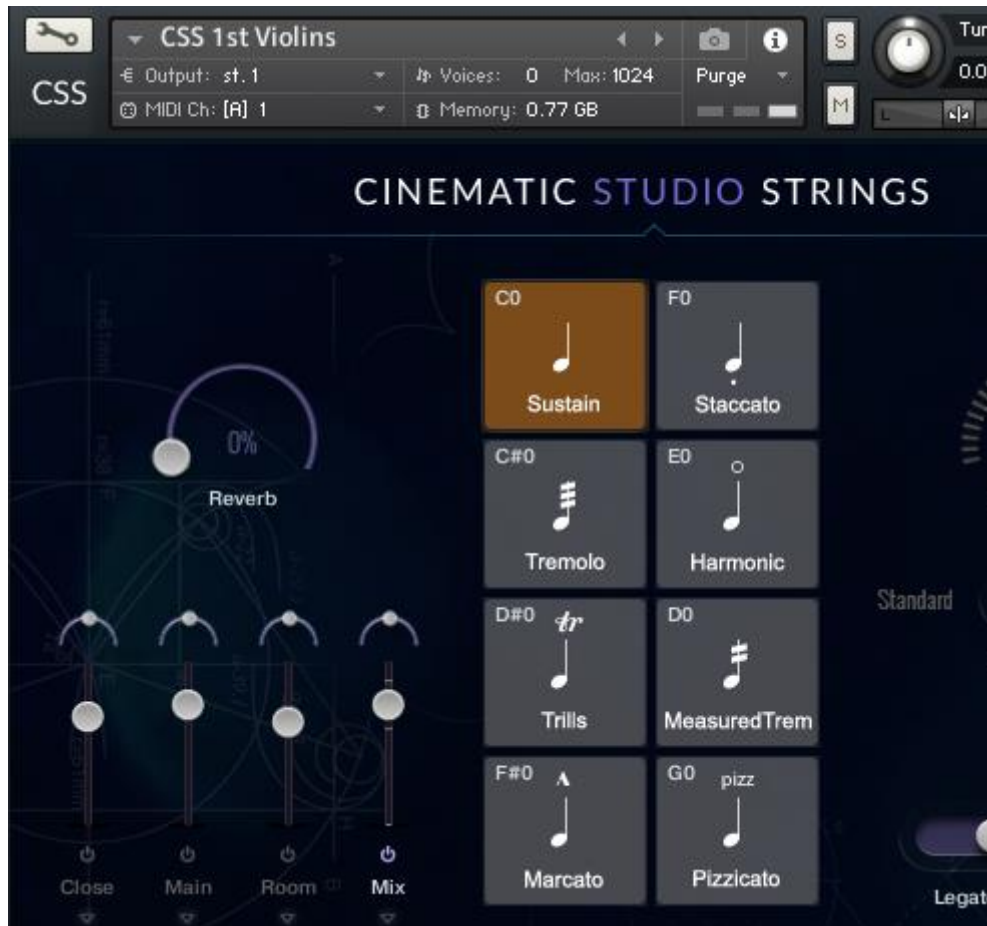 CSS 1st Violins
S
Tur
CSS
Output: st. 1
Voices: 0 Max: 1024
Purge
0.0
MIDI Ch: [A] 1
Memory: 0.77 GB
M
L
CINEMATIC STUDIO STRINGS
C0
F0
Sustain
Staccato
0%
Reverb
C#0
E0
Tremolo
Harmonic
Standard
D#0 tr
D0
Trills
MeasuredTrem
F#0
G0 pizz
Marcato
Pizzicato
Close
Main
Room
Mix
Legat